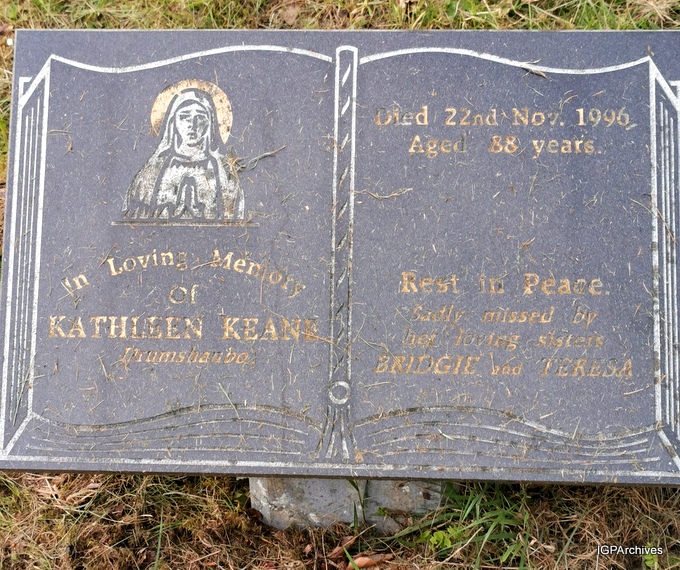 In Loving Memory
Of
KATHLEEN KEANE
Drumshanbo
Died 22nd Nov. 1996
Aged 88 years.
Rest in Peace.
Sadly missed by
her loving sisters
BRIDGIE and TERESA
IGPArchives